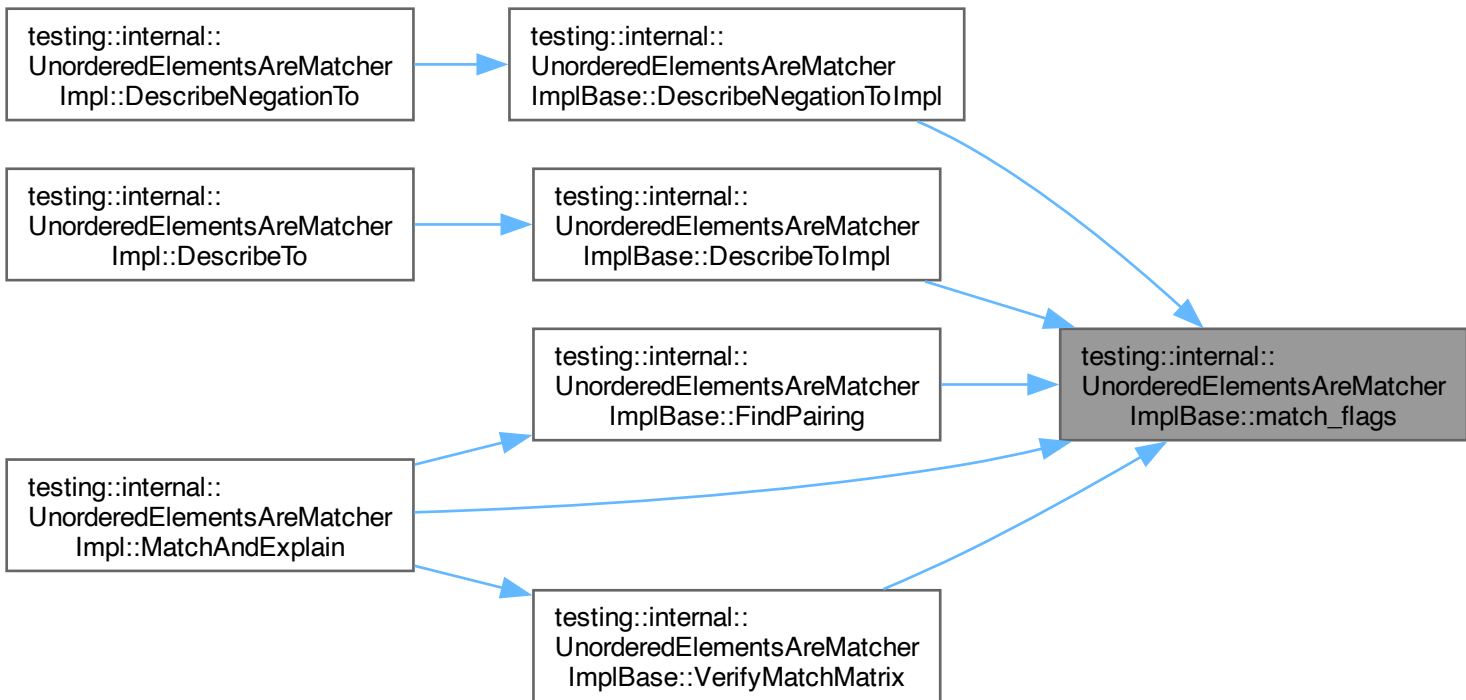 testing::internal::
UnorderedElementsAreMatcher
Impl::DescribeNegationTo
testing::internal::
UnorderedElementsAreMatcher
ImplBase::DescribeNegationToImpl
testing::internal::
UnorderedElementsAreMatcher
Impl::DescribeTo
testing::internal::
UnorderedElementsAreMatcher
ImplBase::DescribeToImpl
testing::internal::
UnorderedElementsAreMatcher
ImplBase::FindPairing
testing::internal::
UnorderedElementsAreMatcher
ImplBase::match_flags
testing::internal::
UnorderedElementsAreMatcher
Impl::MatchAndExplain
testing::internal::
UnorderedElementsAreMatcher
ImplBase::VerifyMatchMatrix